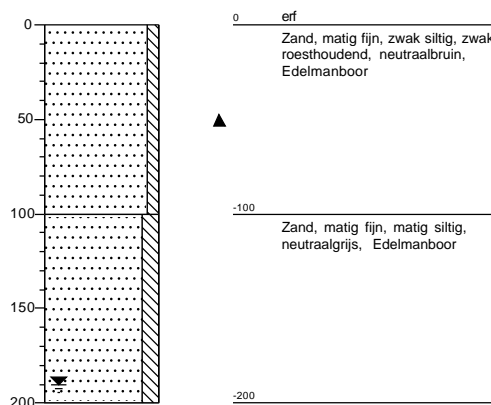 0
50
100
150
200
0 erf
Zand, matig fijn, zwak siltig, zwak
roesthoudend, neutraalbruin,
Edelmanboor
-100
Zand, matig fijn, matig siltig,
neutraalgrijs, Edelmanboor
-200